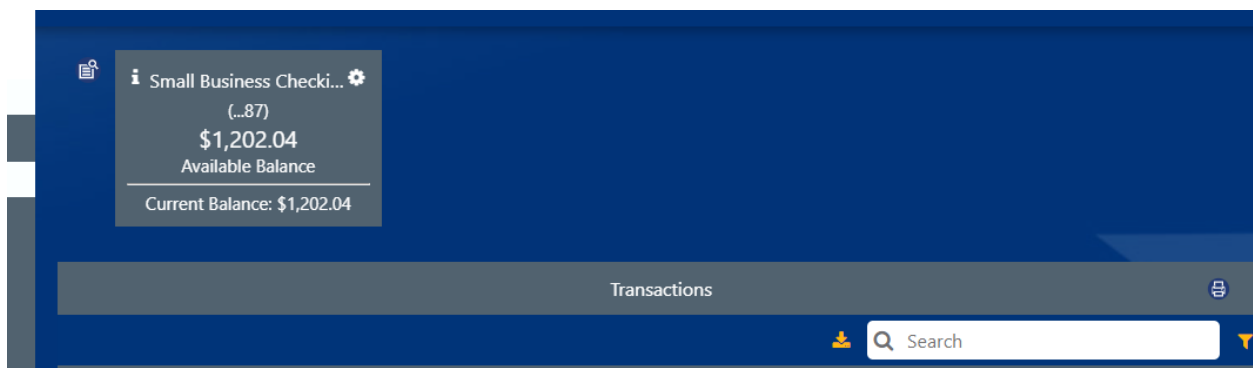 Small Business Checki...
(...87)
$1,202.04
Available Balance
Current Balance: $1,202.04
Transactions
Search